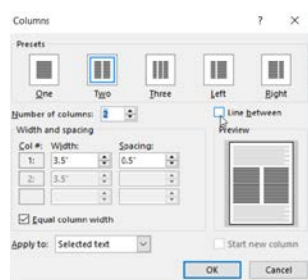 Columns ? ×
Presets
One Two Three Left Right
Number of columns: 2 Line between
Width and spacing Preview
Col #: Width: Spacing:
1: 3.5" 0.5"
2: 3.5"
Equal column width
Apply to: Selected text Start new column
OK Cancel